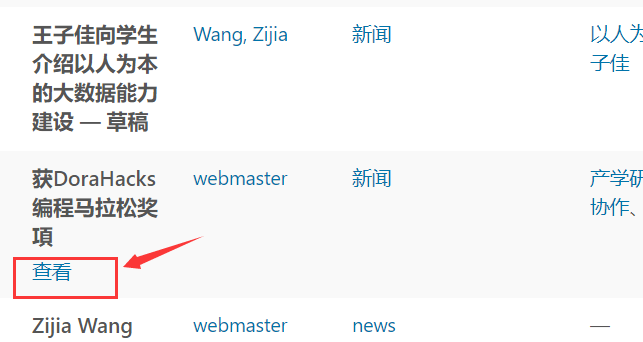 王子佳向学生
介绍以人为本
的大数据能力
建设 — 草稿
Wang, Zijia
新闻
以人为
子佳
获DoraHacks
编程马拉松奖
項
查看
webmaster
新闻
产学研
协作、
Zijia Wang
webmaster
news
—